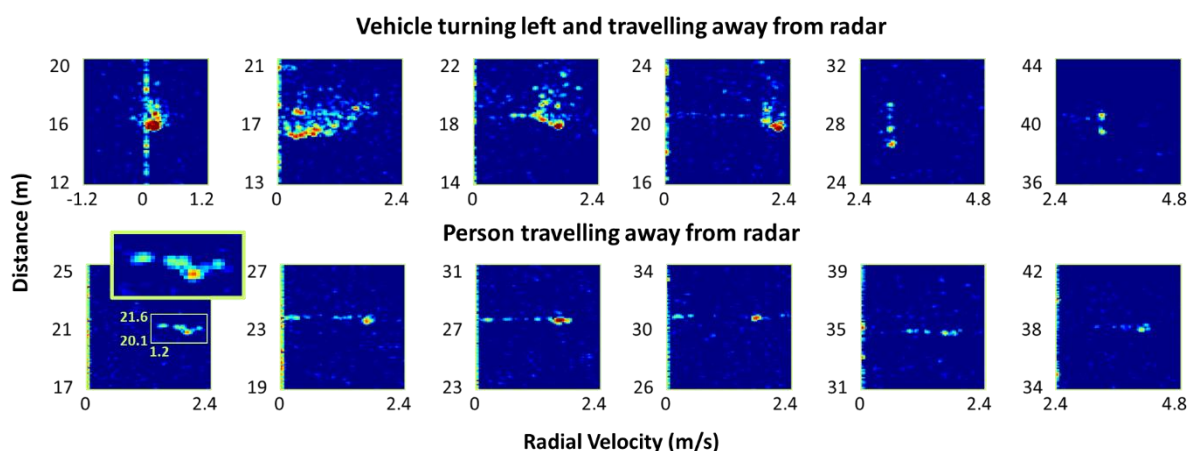 Vehicle turning left and travelling away from radar
20 21 22 24 32 44
16 17 18 20 28 40
12 13 14 16 24 36
-1.2 0 1.2 0 2.4 0 2.4 0 2.4 2.4 4.8 2.4 4.8
Distance (m)
Person travelling away from radar
25 27 31 34 39 42
21.6
21 23 27 30 35 38
20.1
1.2
17 19 23 26 31 34
0 2.4 0 2.4 0 2.4 0 2.4 0 2.4 2.4 4.8
Radial Velocity (m/s)